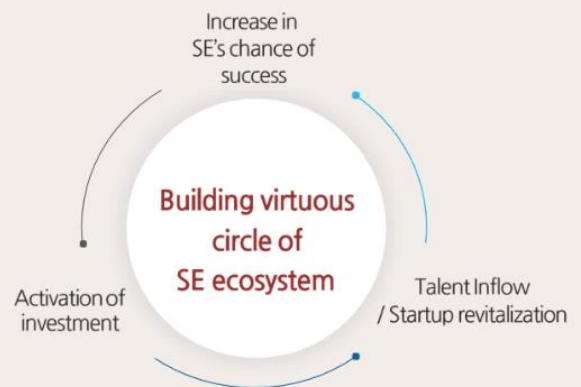 Increase in
SE's chance of
success
Building virtuous
circle of
SE ecosystem
Activation of
investment
Talent Inflow
/ Startup revitalization